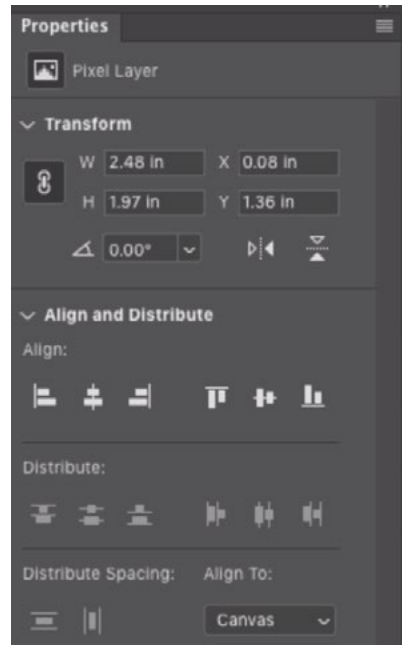 Properties
Pixel Layer
Transform
W 2.48 in X 0.08 in
H 1.97 in Y 1.36 in
0.00°
Align and Distribute
Align:
Distribute:
Distribute Spacing: Align To:
Canvas